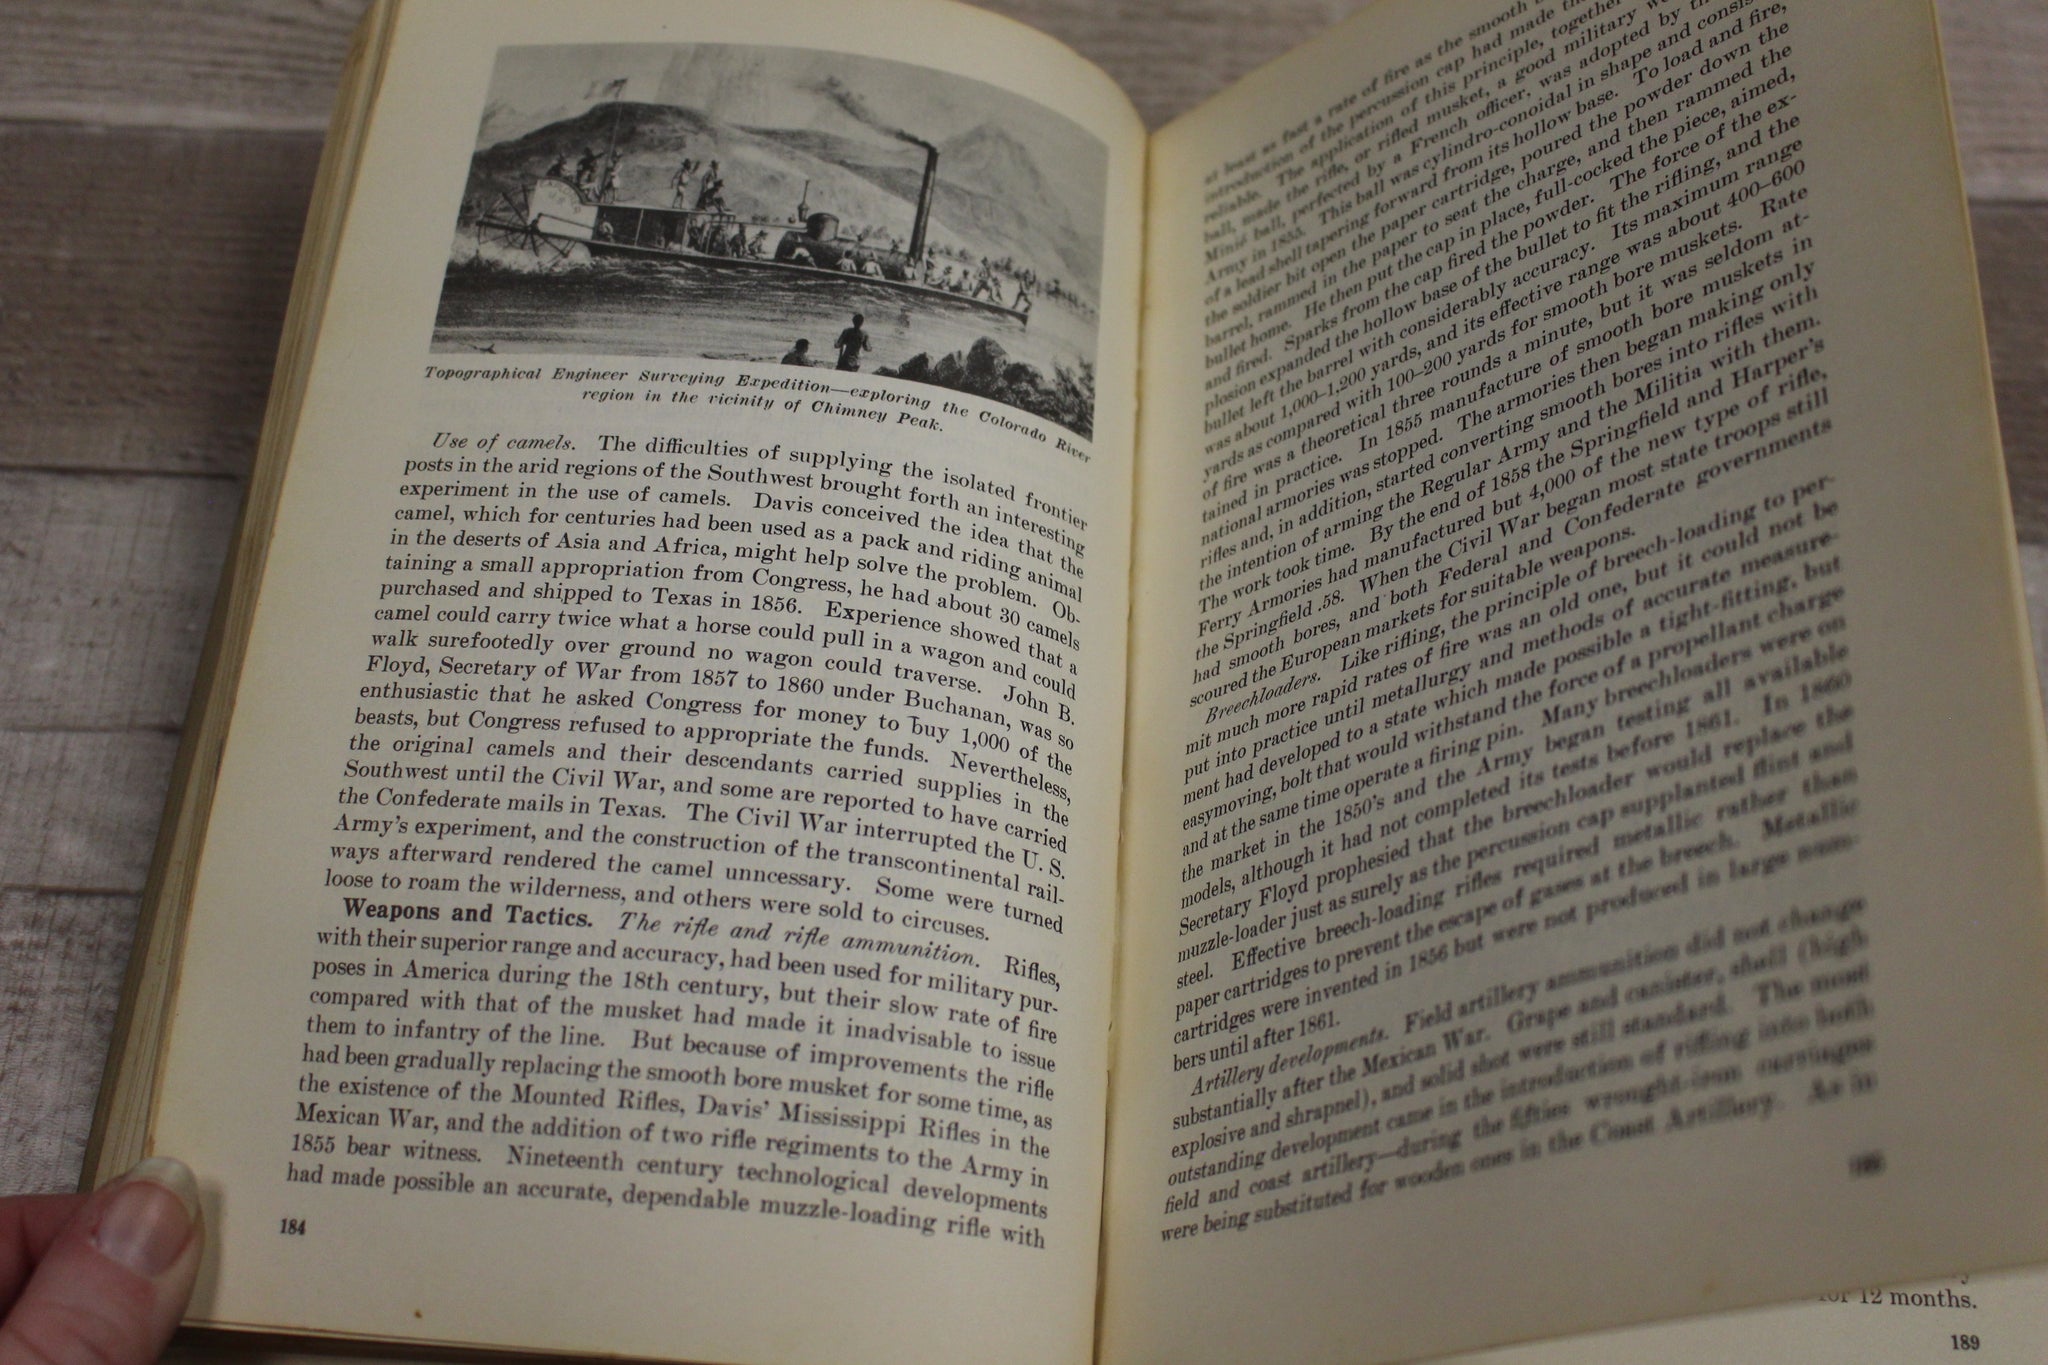 Topographical Engineer Surveying Expedition—exploring the Colorado River
region in the vicinity of Chimney Peak.
Use of camels. The difficulties of supplying the isolated frontier
posts in the arid regions of the Southwest brought forth an interesting
experiment in the use of camels. Davis conceived the idea that the
camel, which for centuries had been used as a pack and riding animal
in the deserts of Asia and Africa, might help solve the problem. Ob-
taining a small appropriation from Congress, he had about 30 camels
purchased and shipped to Texas in 1856. Experience showed that a
camel could carry twice what a horse could pull in a wagon and could
walk surefootedly over ground no wagon could traverse. John B.
Floyd, Secretary of War from 1857 to 1860 under Buchanan, was so
enthusiastic that he asked Congress for money to buy 1,000 of the
beasts, but Congress refused to appropriate the funds. Nevertheless,
the original camels and their descendants carried supplies in the
Southwest until the Civil War, and some are reported to have carried
the Confederate mails in Texas. The Civil War interrupted the U. S.
Army's experiment, and the construction of the transcontinental rail-
ways afterward rendered the camel unncessary. Some were turned
loose to roam the wilderness, and others were sold to circuses.
Weapons and Tactics. The rifle and rifle ammunition. Rifles,
with their superior range and accuracy, had been used for military pur-
poses in America during the 18th century, but their slow rate of fire
compared with that of the musket had made it inadvisable to issue
them to infantry of the line. But because of improvements the rifle
had been gradually replacing the smooth bore musket for some time, as
the existence of the Mounted Rifles, Davis' Mississippi Rifles in the
Mexican War, and the addition of two rifle regiments to the Army in
1855 bear witness. Nineteenth century technological developments
had made possible an accurate, dependable muzzle-loading rifle with
184
at least as fast a rate of fire as the smooth
introduction of the percussion cap had made the
reliable. The application of this principle, together
ball, made the rifle, or rifled musket, a good military
Minié ball, perfected by a French officer, was adopted by the
Army in 1855. This ball was cylindro-conoidal in shape and
of a lead shell tapering forward from its hollow base. To load and fire,
the soldier bit open the paper cartridge, poured the powder down the
barrel, rammed in the paper to seat the charge, and then rammed the
bullet home. He then put the cap in place, full-cocked the piece, aimed,
and fired. Sparks from the cap fired the powder. The force of the ex-
plosion expanded the hollow base of the bullet to fit the rifling, and the
bullet left the barrel with considerably accuracy. Its maximum range
was about 1,000–1,200 yards, and its effective range was about 400–600
yards as compared with 100–200 yards for smooth bore muskets. Rate
of fire was a theoretical three rounds a minute, but it was seldom at-
tained in practice. In 1855 manufacture of smooth bore muskets in
national armories was stopped. The armories then began making only
rifles and, in addition, started converting smooth bores into rifles with
the intention of arming the Regular Army and the Militia with them.
The work took time. By the end of 1858 the Springfield and Harper's
Ferry Armories had manufactured but 4,000 of the new type of rifle,
the Springfield .58. When the Civil War began most state troops still
had smooth bores, and both Federal and Confederate governments
scoured the European markets for suitable weapons.
Breechloaders. Like rifling, the principle of breech-loading to per-
mit much more rapid rates of fire was an old one, but it could not be
put into practice until metallurgy and methods of accurate measure-
ment had developed to a state which made possible a tight-fitting, but
easymoving, bolt that would withstand the force of a propellant charge
and at the same time operate a firing pin. Many breechloaders were on
the market in the 1850's and the Army began testing all available
models, although it had not completed its tests before 1861. In 1860
Secretary Floyd prophesied that the breechloader would replace the
muzzle-loader just as surely as the percussion cap supplanted flint and
steel. Effective breech-loading rifles required metallic rather than
paper cartridges to prevent the escape of gases at the breech. Metallic
cartridges were invented in 1856 but were not produced in large num-
bers until after 1861.
Artillery developments. Field artillery ammunition did not change
substantially after the Mexican War. Grape and canister, shell (high
explosive and shrapnel), and solid shot were still standard. The most
outstanding development came in the introduction of rifling into both
field and coast artillery—during the fifties wrought-iron carriages
were being substituted for wooden ones in the Coast Artillery. As in
for 12 months.
189